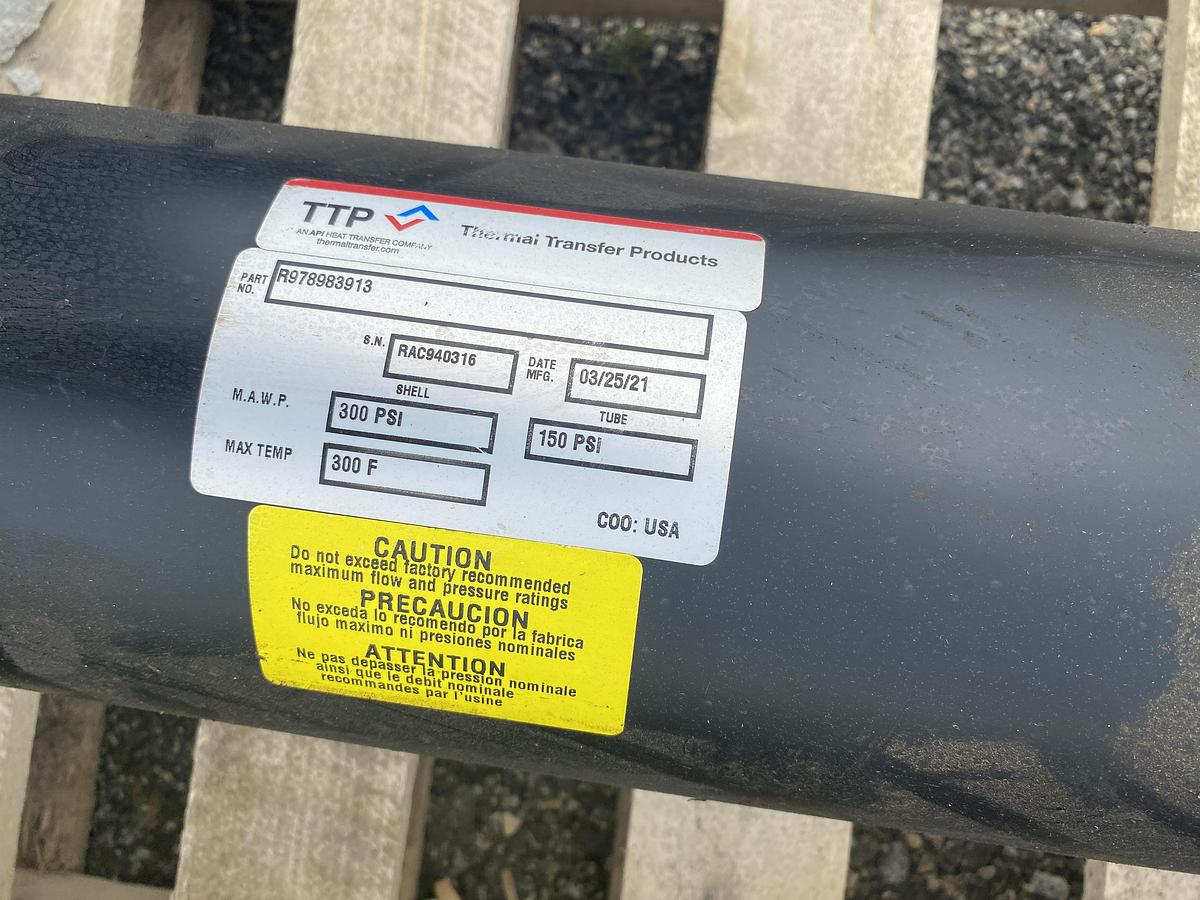 TTP
AN API HEAT TRANSFER COMPANY
thermaltransfer.com
Thermal Transfer Products
PART NO. R978983913
S.N. RAC940316 DATE MFG. 03/25/21
SHELL TUBE
M.A.W.P. 300 PSI 150 PSI
MAX TEMP 300 F
COO: USA
CAUTION
Do not exceed factory recommended
maximum flow and pressure ratings
PRECAUCION
No exceda lo recomendo por la fabrica
flujo maximo ni presiones nominales
ATTENTION
Ne pas depasser la pression nominale
ainsi que le debit nominale
recommandes par l'usine